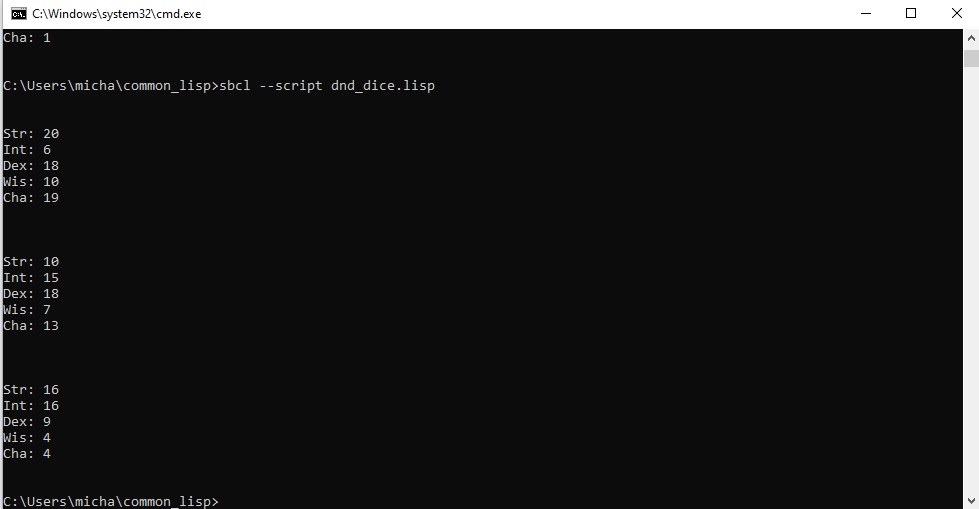 C:\Windows\system32\cmd.exe
Cha: 1
C:\Users\micha\common_lisp>sbcl --script dnd_dice.lisp
Str: 20
Int: 6
Dex: 18
Wis: 10
Cha: 19
Str: 10
Int: 15
Dex: 18
Wis: 7
Cha: 13
Str: 16
Int: 16
Dex: 9
Wis: 4
Cha: 4
C:\Users\micha\common_lisp>